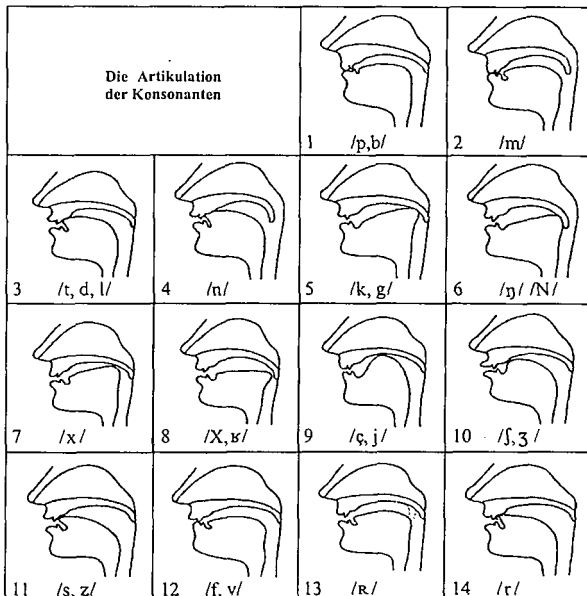 Die Artikulation
der Konsonanten
1 /p,b/
2 /m/
3 /t, d, l/
4 /n/
5 /k, g/
6 /ŋ/ /N/
7 /x/
8 /X, ʁ/
9 /ç, j/
10 /ʃ, ʒ/
11 /s, z/
12 /f, v/
13 /ʀ/
14 /r/